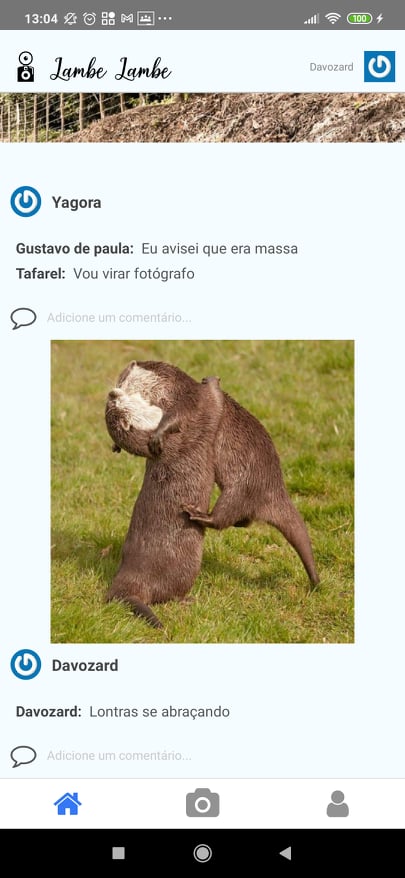 13:04
100
Lambe Lambe
Davozard
Yagora
Gustavo de paula: Eu avisei que era massa
Tafarel: Vou virar fotógrafo
Adicione um comentário...
Davozard
Davozard: Lontras se abraçando
Adicione um comentário...